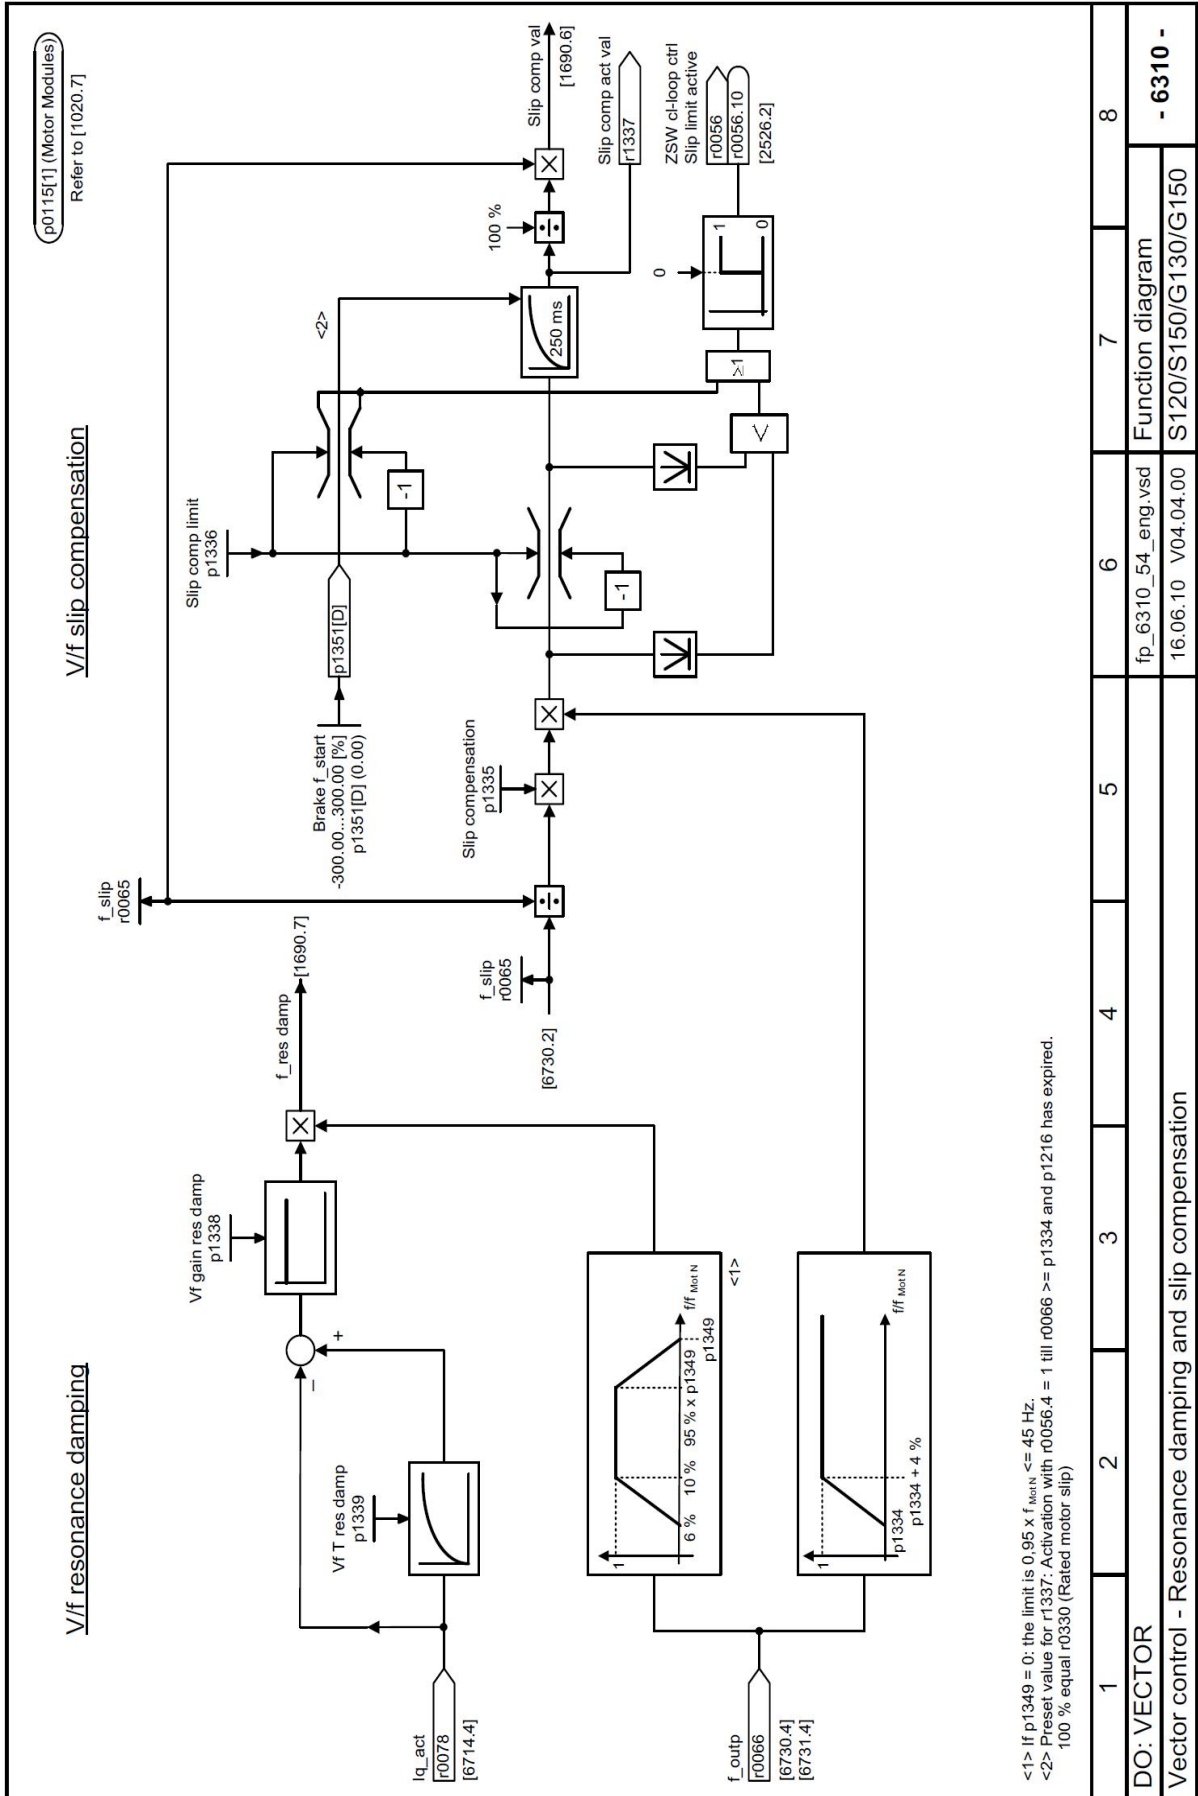 V/f resonance damping
V/f slip compensation
p0115[1] (Motor Modules)
Refer to [1020.7]
Iq_act
r0078
[6714.4]
Vf T res damp
p1339
–
+
Vf gain res damp
p1338
f_res damp
[1690.7]
f_slip
r0065
f_slip
r0065
[6730.2]
Brake f_start
-300.00...300.00 [%]
p1351[D] (0.00)
p1351[D]
Slip comp limit
p1336
-1
-1
<2>
Slip compensation
p1335
250 ms
100 %
Slip comp val
[1690.6]
Slip comp act val
r1337
ZSW cl-loop ctrl
Slip limit active
r0056
r0056.10
[2526.2]
0
1
0
≥1
<
f_outp
r0066
[6730.4]
[6731.4]
1
6 %
10 %
95 % x p1349
p1349
f/f Mot N
<1>
1
p1334
p1334 + 4 %
f/f Mot N
<1> If p1349 = 0: the limit is 0,95 x f Mot N <= 45 Hz.
<2> Preset value for r1337: Activation with r0056.4 = 1 till r0066 >= p1334 and p1216 has expired.
100 % equal r0330 (Rated motor slip)
1 2 3 4 5 6 7 8
DO: VECTOR
fp_6310_54_eng.vsd
Function diagram
- 6310 -
Vector control - Resonance damping and slip compensation
16.06.10 V04.04.00
S120/S150/G130/G150